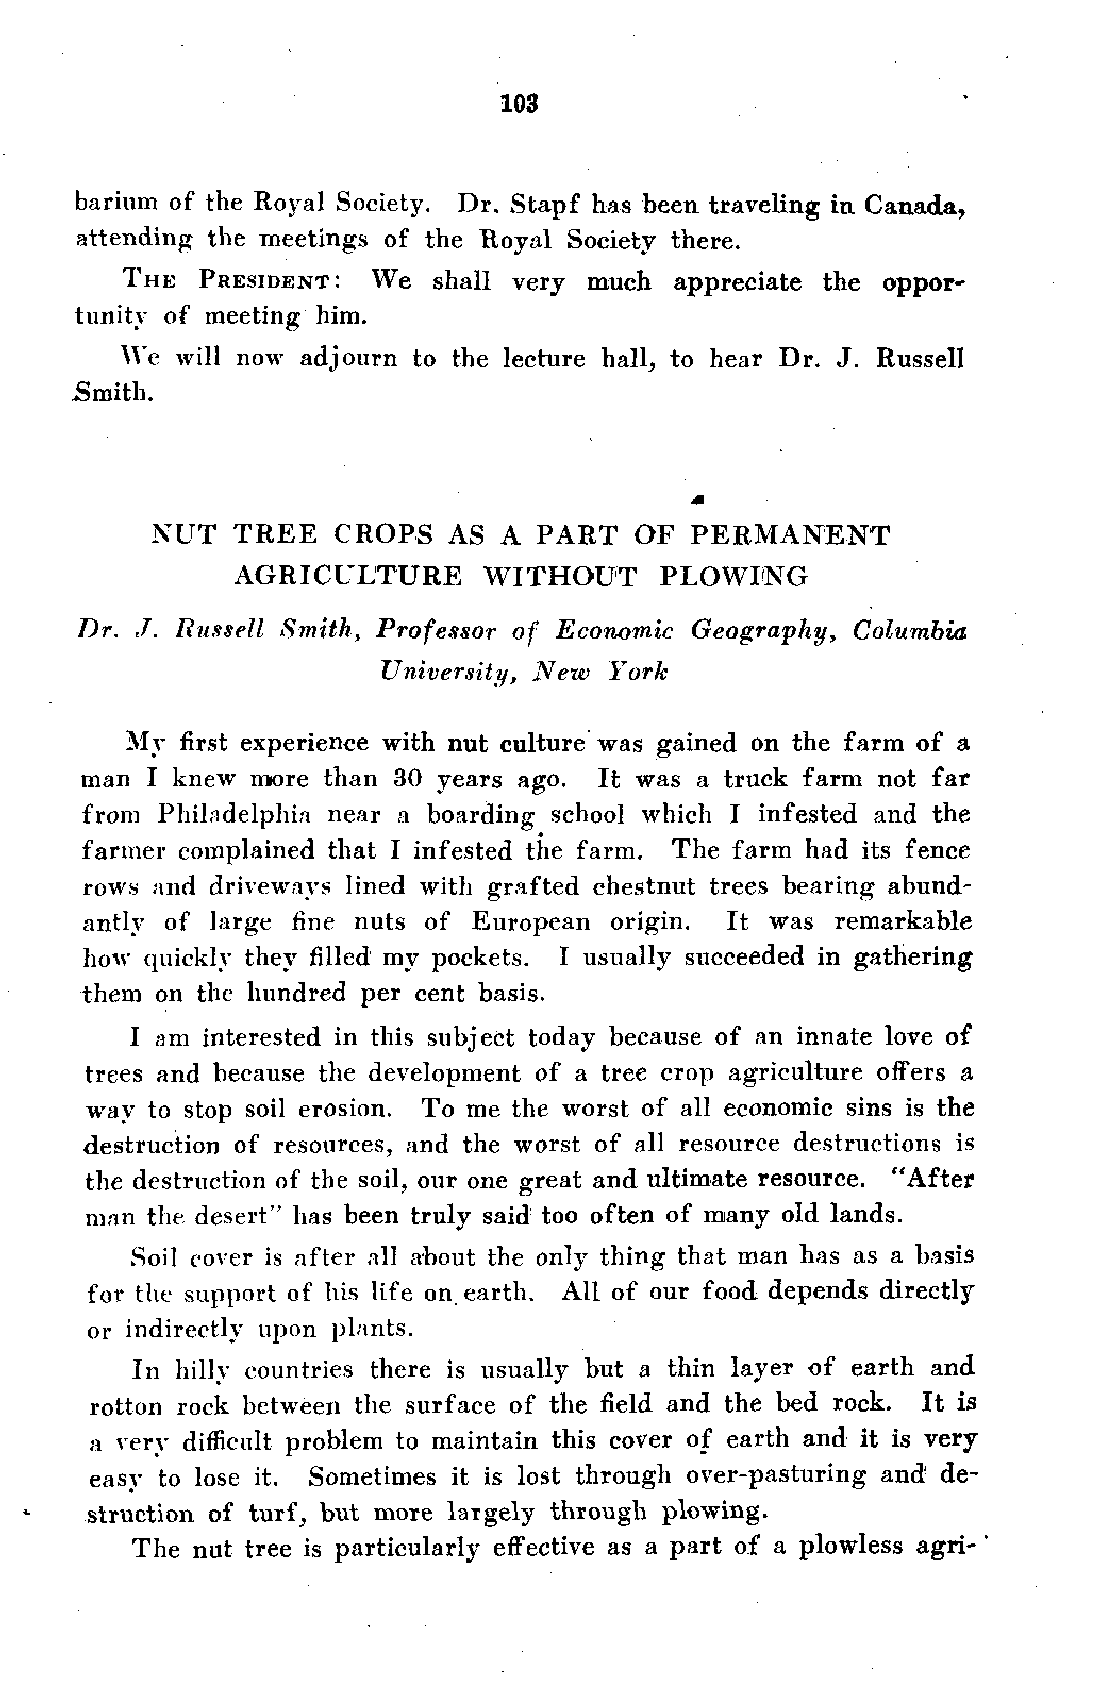 103
barium of the Royal Society. Dr. Stapf has been traveling in Canada,
attending the meetings of the Royal Society there.
THE PRESIDENT: We shall very much appreciate the oppor-
tunity of meeting him.
We will now adjourn to the lecture hall, to hear Dr. J. Russell
Smith.
NUT TREE CROPS AS A PART OF PERMANENT
AGRICULTURE WITHOUT PLOWING
Dr. J. Russell Smith, Professor of Economic Geography, Columbia
University, New York
My first experience with nut culture was gained on the farm of a
man I knew more than 30 years ago. It was a truck farm not far
from Philadelphia near a boarding school which I infested and the
farmer complained that I infested the farm. The farm had its fence
rows and driveways lined with grafted chestnut trees bearing abund-
antly of large fine nuts of European origin. It was remarkable
how quickly they filled my pockets. I usually succeeded in gathering
them on the hundred per cent basis.
I am interested in this subject today because of an innate love of
trees and because the development of a tree crop agriculture offers a
way to stop soil erosion. To me the worst of all economic sins is the
destruction of resources, and the worst of all resource destructions is
the destruction of the soil, our one great and ultimate resource. "After
man the desert" has been truly said too often of many old lands.
Soil cover is after all about the only thing that man has as a basis
for the support of his life on earth. All of our food depends directly
or indirectly upon plants.
In hilly countries there is usually but a thin layer of earth and
rotton rock between the surface of the field and the bed rock. It is
a very difficult problem to maintain this cover of earth and it is very
easy to lose it. Sometimes it is lost through over-pasturing and de-
struction of turf, but more largely through plowing.
The nut tree is particularly effective as a part of a plowless agri-